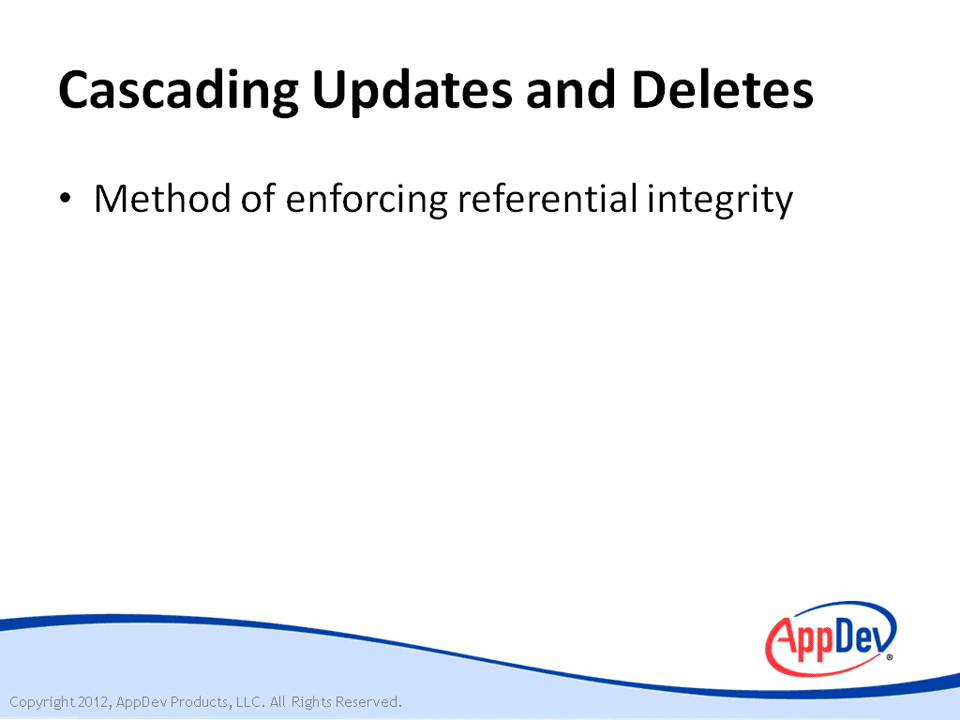 Cascading Updates and Deletes
• Method of enforcing referential integrity
AppDev®
Copyright 2012, AppDev Products, LLC. All Rights Reserved.